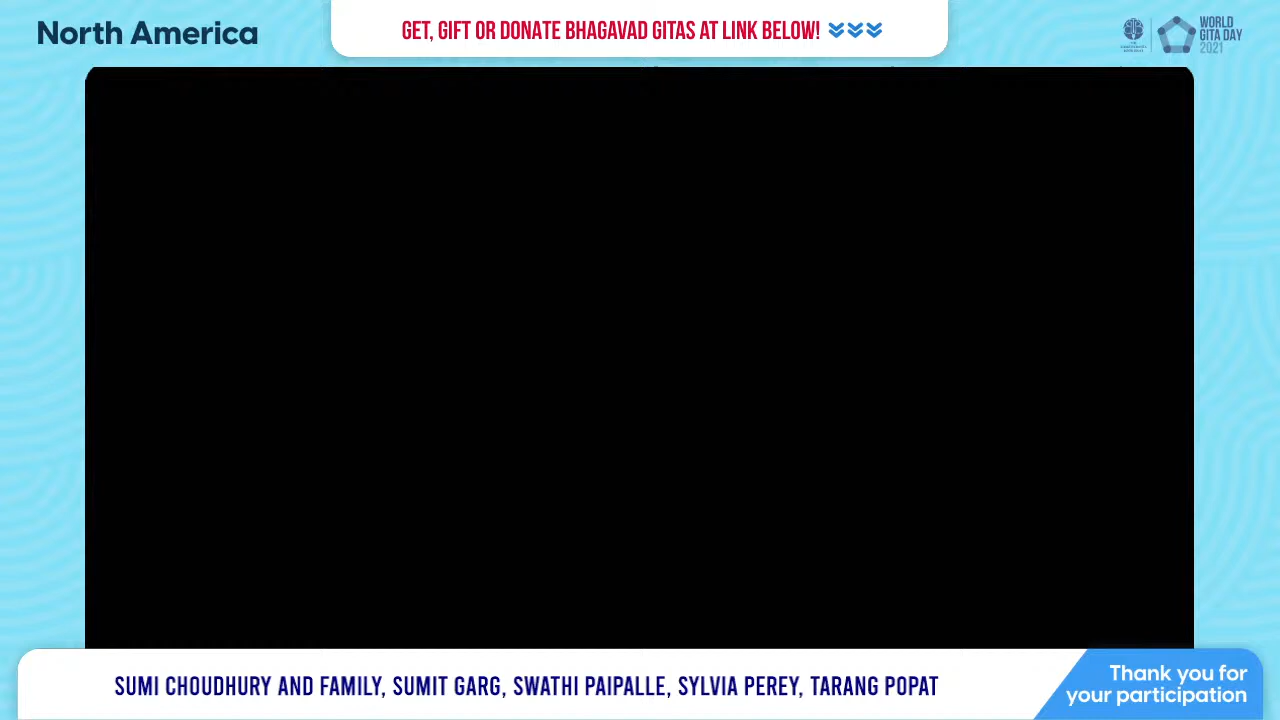 North America
GET, GIFT OR DONATE BHAGAVAD GITAS AT LINK BELOW!
WORLD
GITA DAY
2021
SUMI CHOUDHURY AND FAMILY, SUMIT GARG, SWATHI PAIPALLE, SYLVIA PEREY, TARANG POPAT
Thank you for
your participation